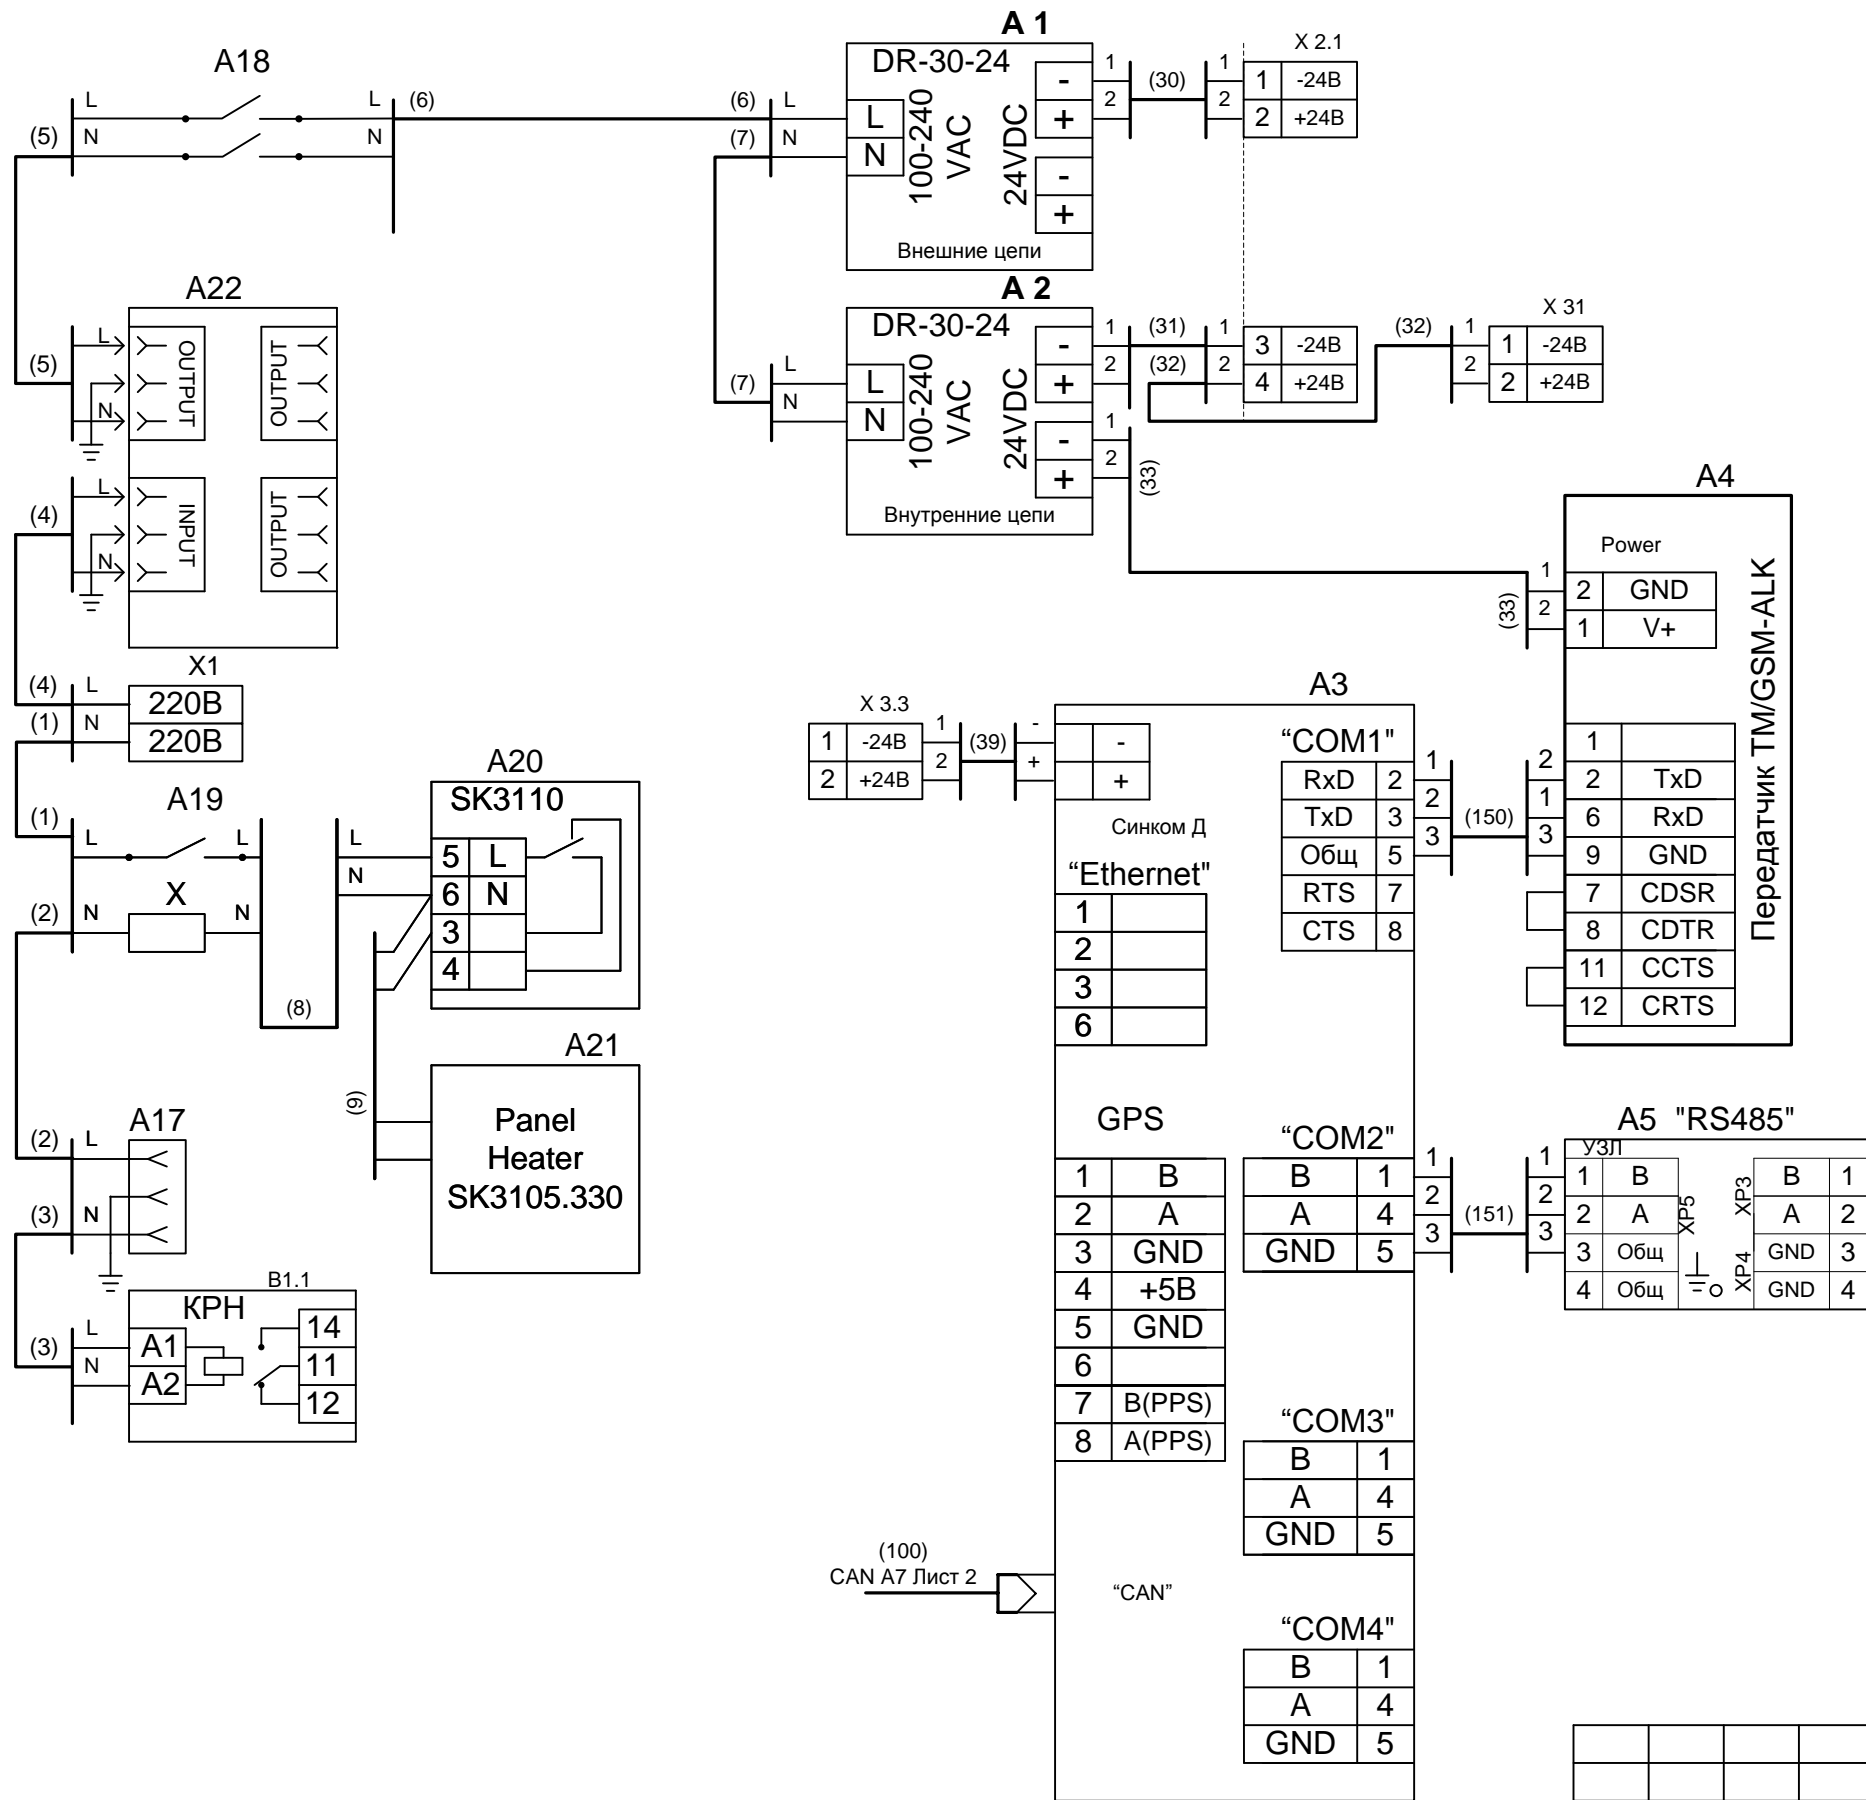 A18
L
L
(6)
(5)
N
N
A22
L
OUTPUT
OUTPUT
(5)
N
L
INPUT
OUTPUT
(4)
N
X1
(4)
L
220В
(1)
N
220В
A19
(1)
L
L
X
(2)
N
N
(8)
A20
SK3110
L
5
L
N
6
N
3
4
(9)
A21
Panel
Heater
SK3105.330
A17
(2)
L
(3)
N
B1.1
КРН
L
A1
14
(3)
N
A2
11
12
A 1
DR-30-24
(6)
L
L
(7)
N
N
100-240
VAC
24VDC
-
+
-
+
1
2
(30)
1
2
X 2.1
1
-24В
2
+24В
Внешние цепи
A 2
DR-30-24
L
L
(7)
N
N
100-240
VAC
24VDC
-
+
-
+
1
2
(31)
(32)
1
2
3
-24В
4
+24В
1
2
(33)
Внутренние цепи
X 31
(32)
1
1
-24В
2
2
+24В
A4
Power
1
2
GND
(33)
2
1
V+
Передатчик TM/GSM-ALK
1
2
2
TxD
1
6
RxD
3
9
GND
7
CDSR
8
CDTR
11
CCTS
12
CRTS
X 3.3
1
-24В
1
(39)
-
-
2
+24В
2
+
+
A3
Синком Д
“COM1"
RxD
2
1
TxD
3
2
Общ
5
3
RTS
7
CTS
8
(150)
“Ethernet"
1
2
3
6
GPS
1
B
2
A
3
GND
4
+5В
5
GND
6
7
B(PPS)
8
A(PPS)
“COM2"
B
1
1
A
4
2
GND
5
3
(151)
A5 "RS485"
УЗЛ
1
1
B
2
2
A
3
3
Общ
4
Общ
XP5
XP3
XP4
B
1
A
2
GND
3
GND
4
“COM3"
B
1
A
4
GND
5
(100)
CAN A7 Лист 2
“CAN”
“COM4"
B
1
A
4
GND
5